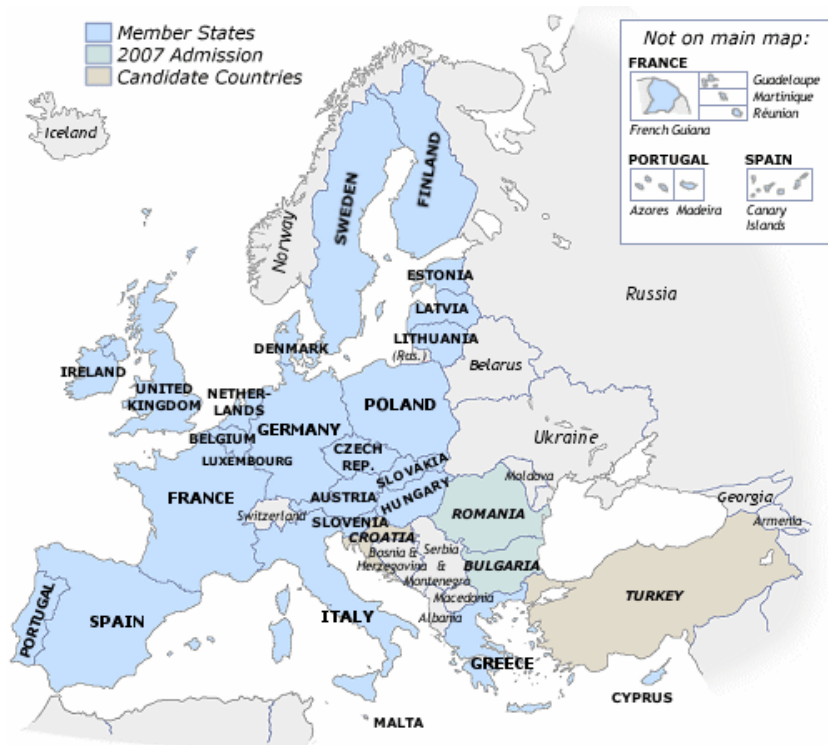 Member States
2007 Admission
Candidate Countries
Not on main map:
FRANCE
Guadeloupe
Martinique
Réunion
French Guiana
PORTUGAL
SPAIN
Azores
Madeira
Canary
Islands
Iceland
Norway
SWEDEN
FINLAND
Russia
ESTONIA
LATVIA
LITHUANIA
(Rus.)
DENMARK
Belarus
IRELAND
UNITED
KINGDOM
NETHER-
LANDS
POLAND
BELGIUM
GERMANY
Ukraine
LUXEMBOURG
CZECH
REP.
SLOVAKIA
FRANCE
AUSTRIA
HUNGARY
Moldova
Switzerland
SLOVENIA
ROMANIA
Georgia
CROATIA
Armenia
Bosnia &
Herzegovina
Serbia
&
Montenegra
BULGARIA
Macedonia
Albania
TURKEY
PORTUGAL
SPAIN
ITALY
GREECE
CYPRUS
MALTA